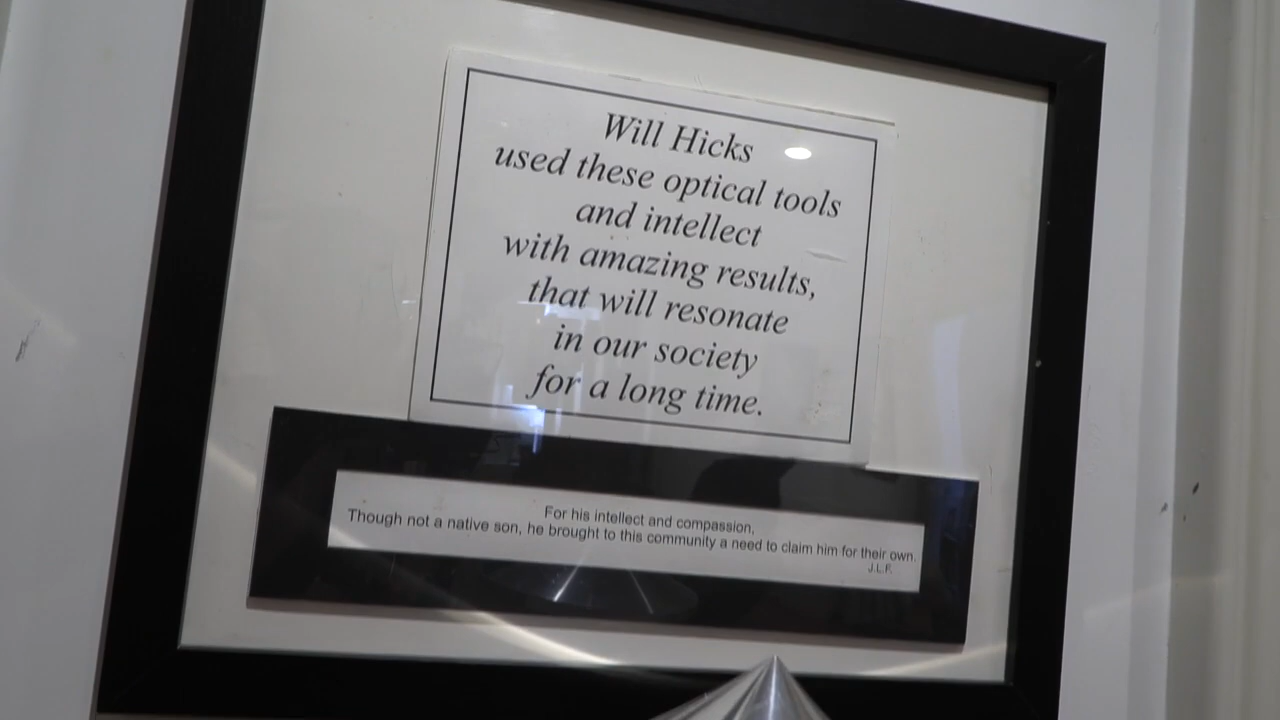 Will Hicks
used these optical tools
and intellect
with amazing results,
that will resonate
in our society
for a long time.
For his intellect and compassion,
Though not a native son, he brought to this community a need to claim him for their own.
J.L.F.